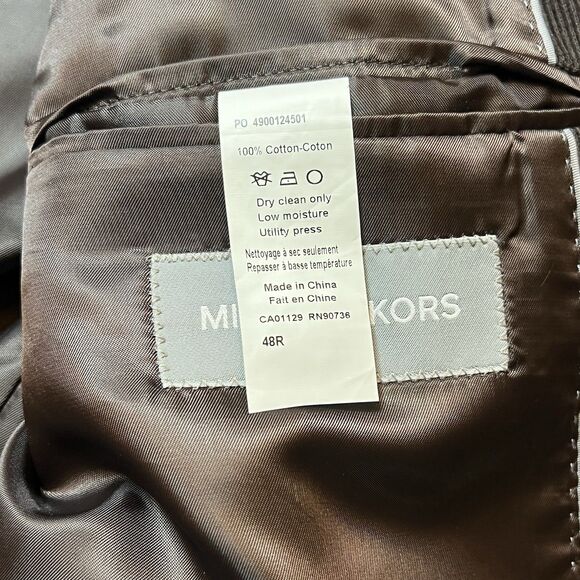 PO 4900124501
100% Cotton-Coton
Dry clean only
Low moisture
Utility press
Nettoyage à sec seulement
Repasser à basse température
Made in China
Fait en Chine
CA01129 RN90736
48R
MI KORS